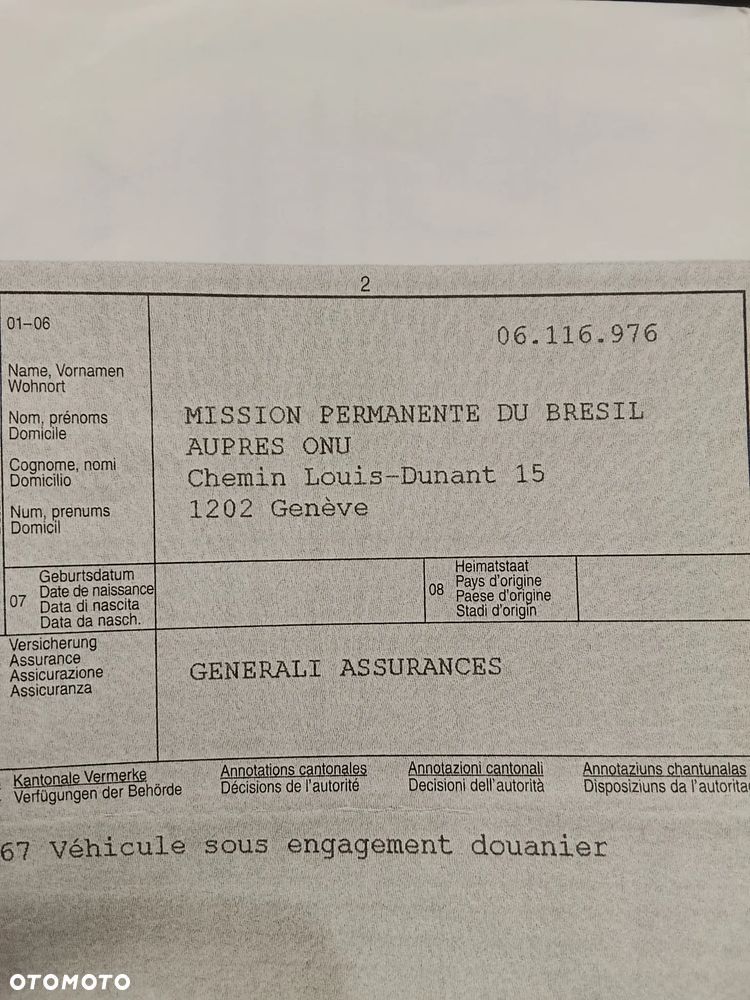 2
01–06
06.116.976
Name, Vornamen
Wohnort
Nom, prénoms
Domicile
Cognome, nomi
Domicilio
Num, prenums
Domicil
MISSION PERMANENTE DU BRESIL
AUPRES ONU
Chemin Louis-Dunant 15
1202 Genève
07
Geburtsdatum
Date de naissance
Data di nascita
Data da nasch.
08
Heimatstaat
Pays d'origine
Paese d'origine
Stadi d'origin
Versicherung
Assurance
Assicurazione
Assicuranza
GENERALI ASSURANCES
Kantonale Vermerke
Verfügungen der Behörde
Annotations cantonales
Décisions de l'autorité
Annotazioni cantonali
Decisioni dell'autorità
Annotaziuns chantunalas
Disposiziuns da l'autorita
67 Véhicule sous engagement douanier
OTOMOTO